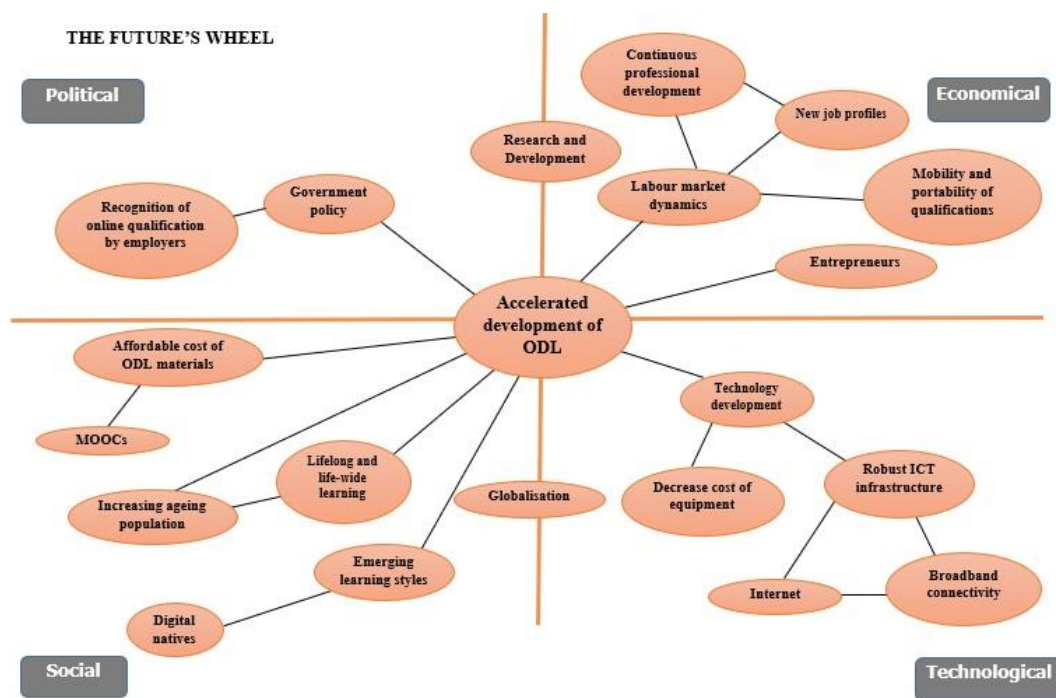 THE FUTURE'S WHEEL
Political
Economical
Continuous
professional
development
New job profiles
Research and
Development
Labour market
dynamics
Mobility and
portability of
qualifications
Government
policy
Recognition of
online qualification
by employers
Entrepreneurs
Accelerated
development of
ODL
Affordable cost of
ODL materials
MOOCs
Technology
development
Lifelong and
life-wide
learning
Increasing ageing
population
Globalisation
Decrease cost of
equipment
Robust ICT
infrastructure
Emerging
learning styles
Digital
natives
Internet
Broadband
connectivity
Social
Technological